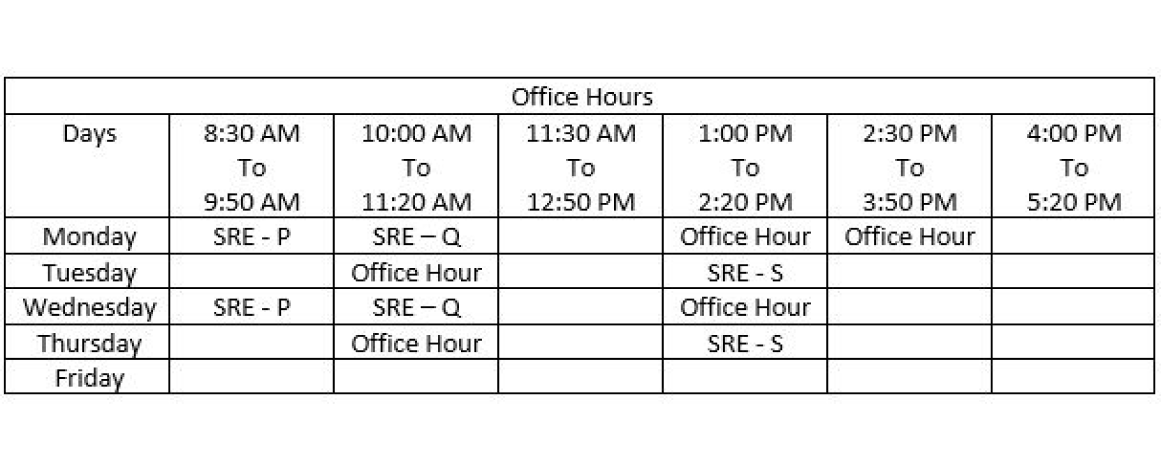 Office Hours
Days 8:30 AM To 9:50 AM 10:00 AM To 11:20 AM 11:30 AM To 12:50 PM 1:00 PM To 2:20 PM 2:30 PM To 3:50 PM 4:00 PM To 5:20 PM
Monday SRE - P SRE – Q Office Hour Office Hour
Tuesday Office Hour SRE - S
Wednesday SRE - P SRE – Q Office Hour
Thursday Office Hour SRE - S
Friday